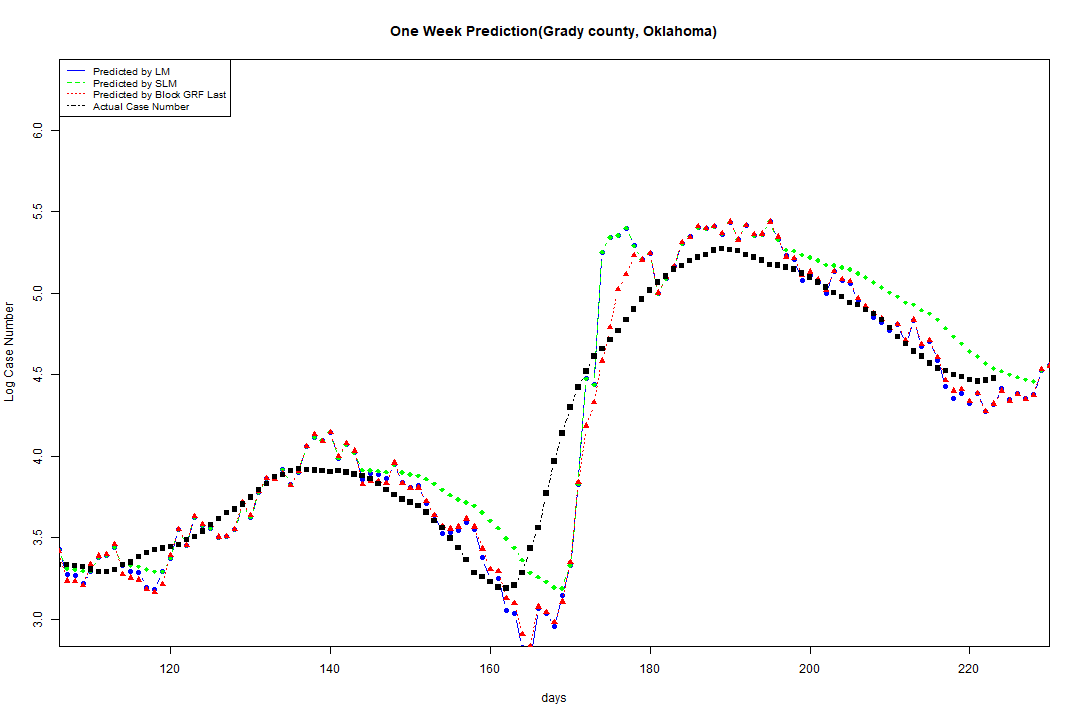 One Week Prediction(Grady county, Oklahoma)
Predicted by LM
Predicted by SLM
Predicted by Block GRF Last
Actual Case Number
6.0
5.5
5.0
4.5
4.0
3.5
3.0
Log Case Number
120 140 160 180 200 220
days